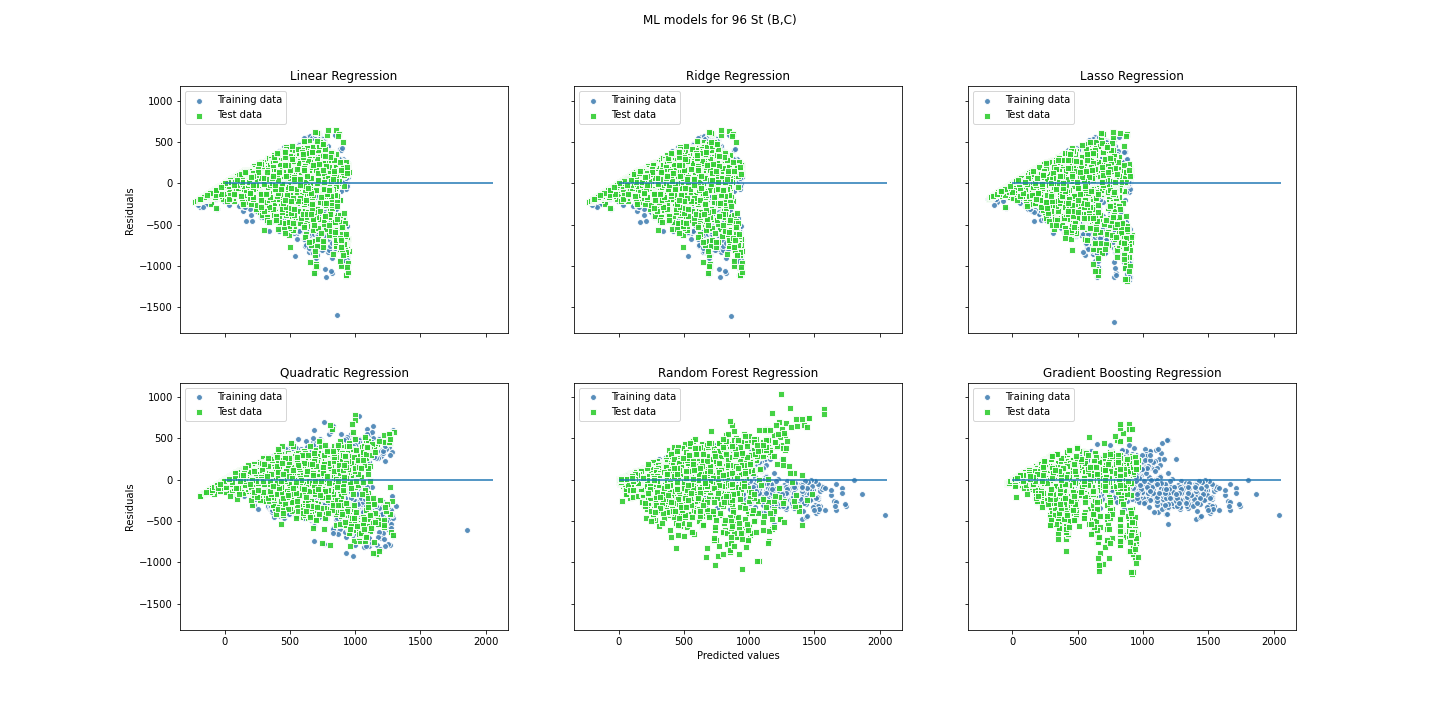 ML models for 96 St (B,C)
Linear Regression
Training data
Test data
1000
500
0
−500
−1000
−1500
Residuals
Ridge Regression
Training data
Test data
Lasso Regression
Training data
Test data
Quadratic Regression
Training data
Test data
1000
500
0
−500
−1000
−1500
Residuals
0 500 1000 1500 2000
Random Forest Regression
Training data
Test data
0 500 1000 1500 2000
Predicted values
Gradient Boosting Regression
Training data
Test data
0 500 1000 1500 2000